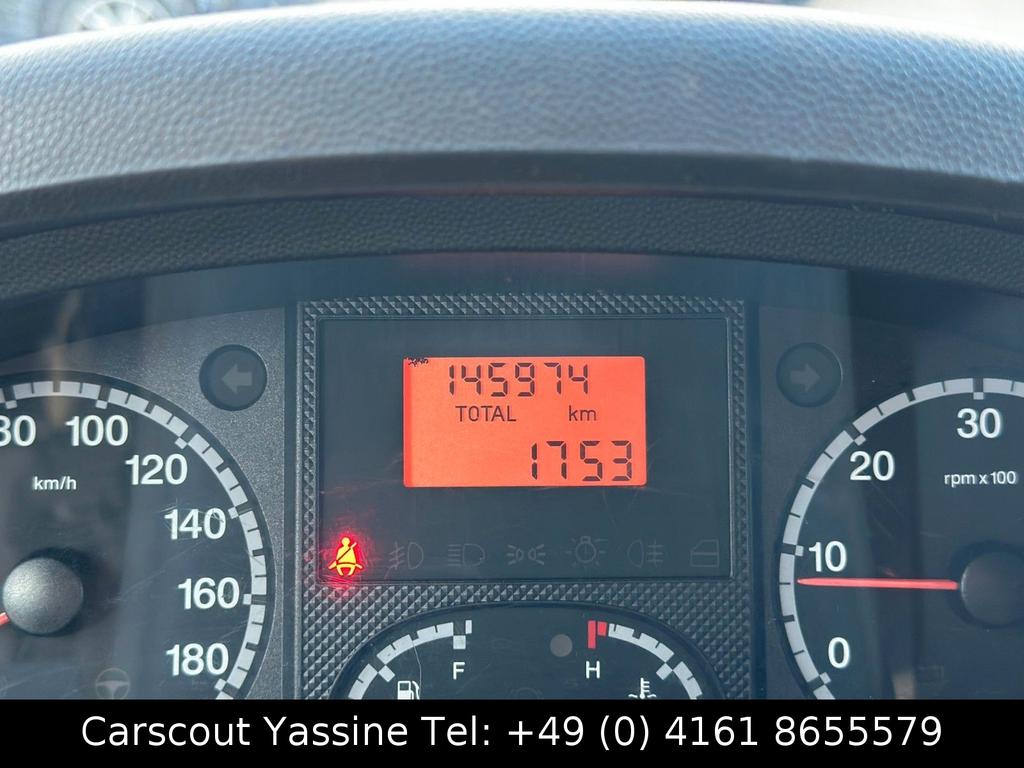 145974
TOTAL km
1753
80 100
120
140
160
180
km/h
30
20
10
0
rpm x 100
F
H
Carscout Yassine Tel: +49 (0) 4161 8655579